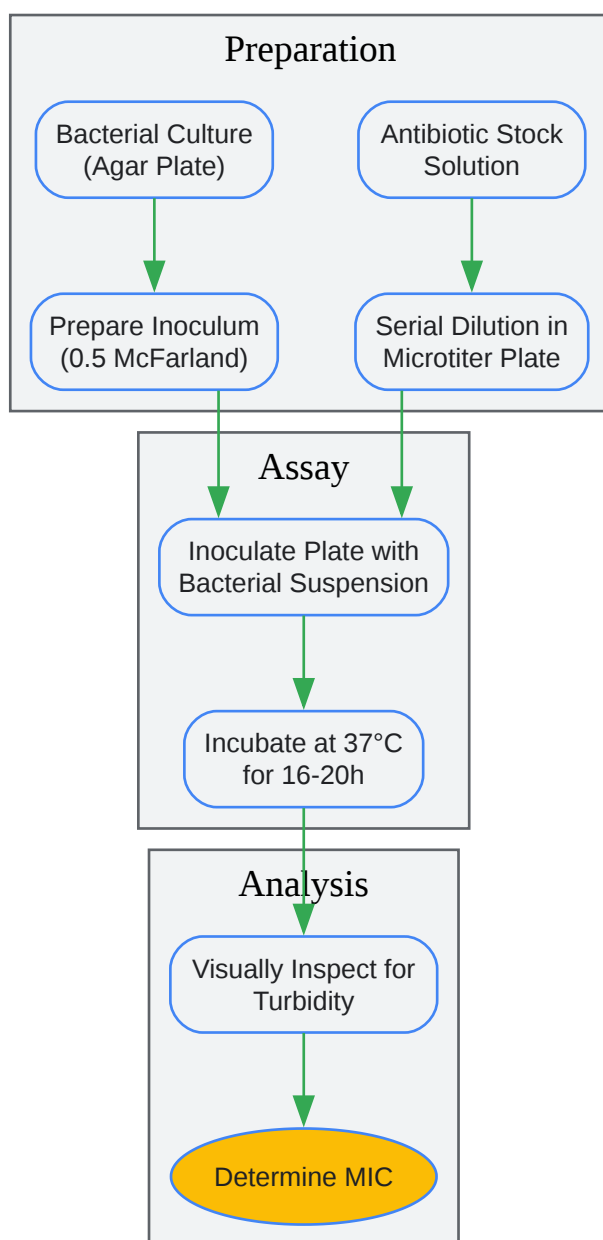 Preparation
Bacterial Culture
(Agar Plate)
Antibiotic Stock
Solution
Prepare Inoculum
(0.5 McFarland)
Serial Dilution in
Microtiter Plate
Assay
Inoculate Plate with
Bacterial Suspension
Incubate at 37°C
for 16-20h
Analysis
Visually Inspect for
Turbidity
Determine MIC